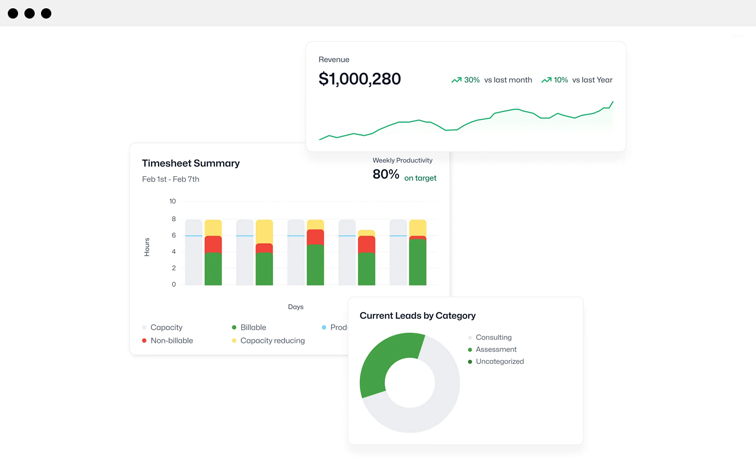 Revenue
$1,000,280
30% vs last month 10% vs last Year
Timesheet Summary
Feb 1st - Feb 7th
Weekly Productivity
80% on target
10
8
6
4
2
0
Hours
Days
Capacity
Billable
Non-billable
Capacity reducing
Current Leads by Category
Consulting
Assessment
Uncategorized